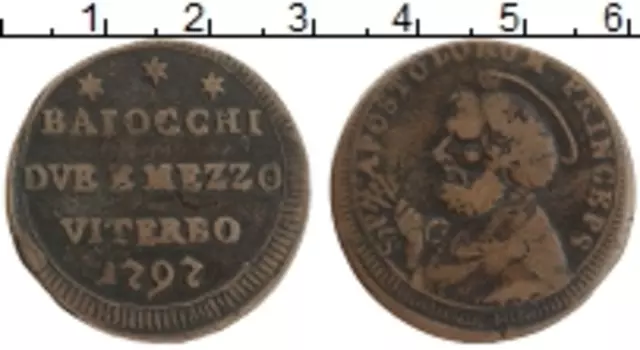 1 2 3 4 5 6
BAIOCCHI
DVE E MEZZO
VITERBO
1797
APOSTOLORUM PRINCEPS